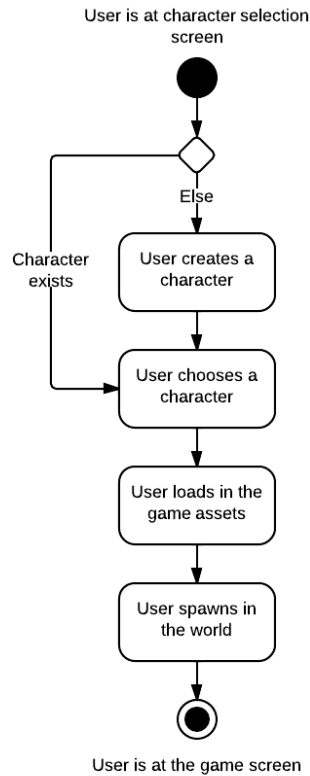 User is at character selection
screen
Else
Character
exists
User creates a
character
User chooses a
character
User loads in the
game assets
User spawns in
the world
User is at the game screen